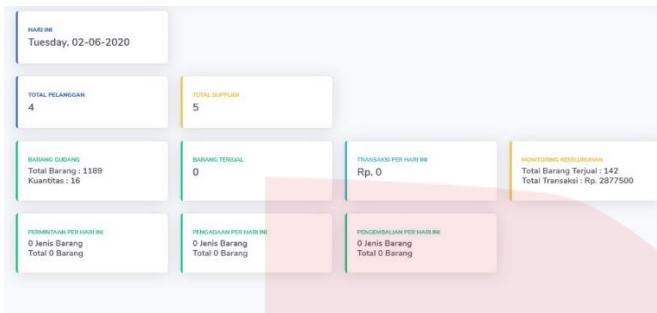 HARI INI
Tuesday, 02-06-2020
TOTAL PELANGGAN
4
TOTAL SUPPLIER
5
BARANG GUDANG
Total Barang : 1189
Kuantitas : 16
BARANG TERJUAL
0
TRANSAKSI PER HARI INI
Rp. 0
MONITORING KESELURUHAN
Total Barang Terjual : 142
Total Transaksi : Rp. 2877500
PERMINTAAN PER HARI INI
0 Jenis Barang
Total 0 Barang
PENGADAAN PER HARI INI
0 Jenis Barang
Total 0 Barang
PENGEMBALIAN PER HARI INI
0 Jenis Barang
Total 0 Barang